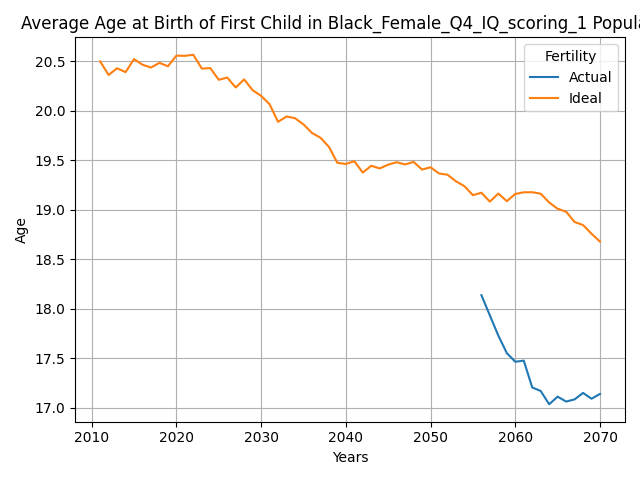 Average Age at Birth of First Child in Black_Female_Q4_IQ_scoring_1 Popula
Fertility
Actual
Ideal
20.5
20.0
19.5
19.0
18.5
18.0
17.5
17.0
Age
2010
2020
2030
2040
2050
2060
2070
Years